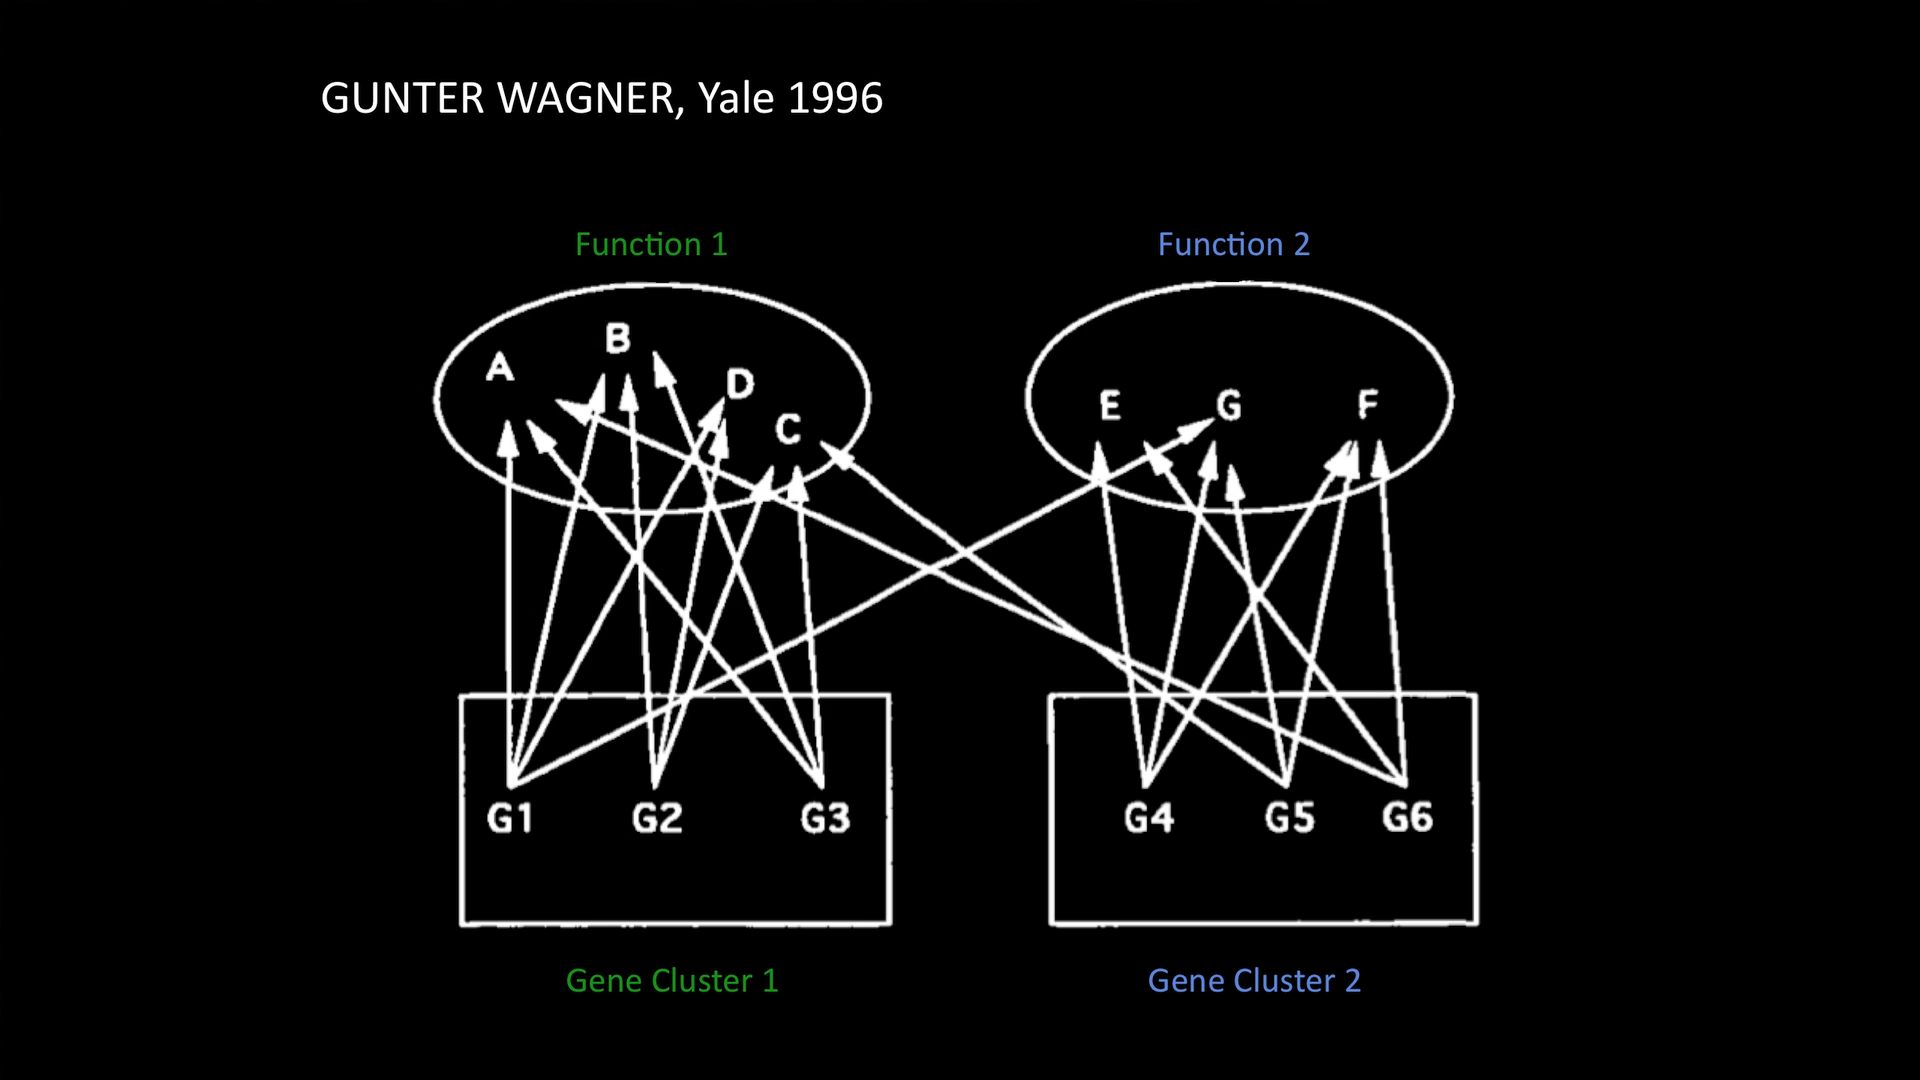 GUNTER WAGNER, Yale 1996
Function 1
Function 2
A
B
D
C
E
G
F
G1
G2
G3
G4
G5
G6
Gene Cluster 1
Gene Cluster 2